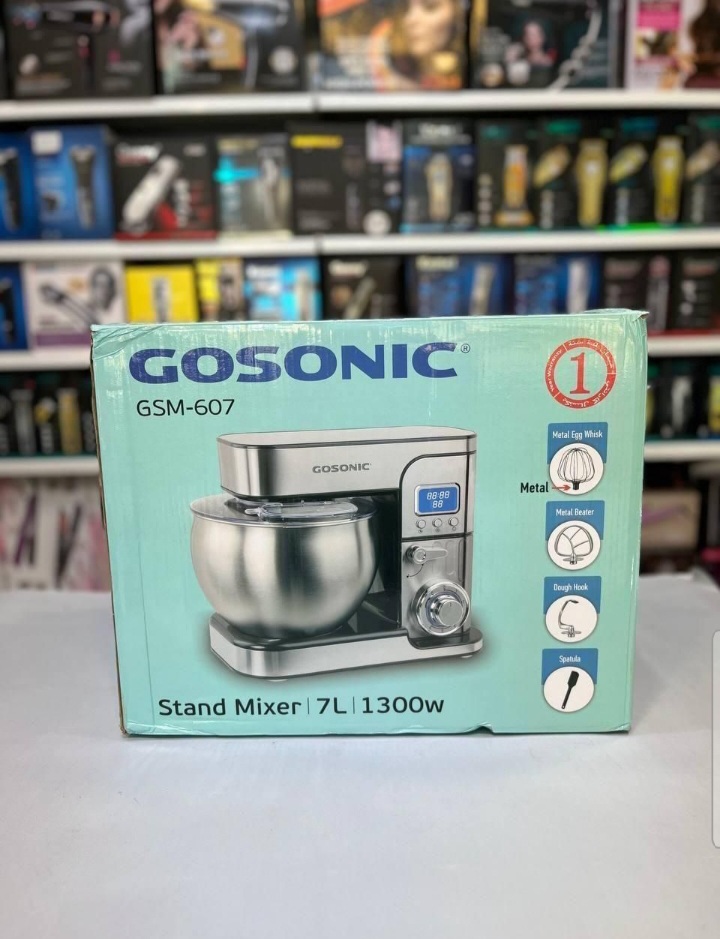 GOSONIC®
GSM-607
1
GOSONIC
88:88
88
Metal Egg Whisk
Metal
Metal Beater
Dough Hook
Spatula
Stand Mixer | 7L | 1300w